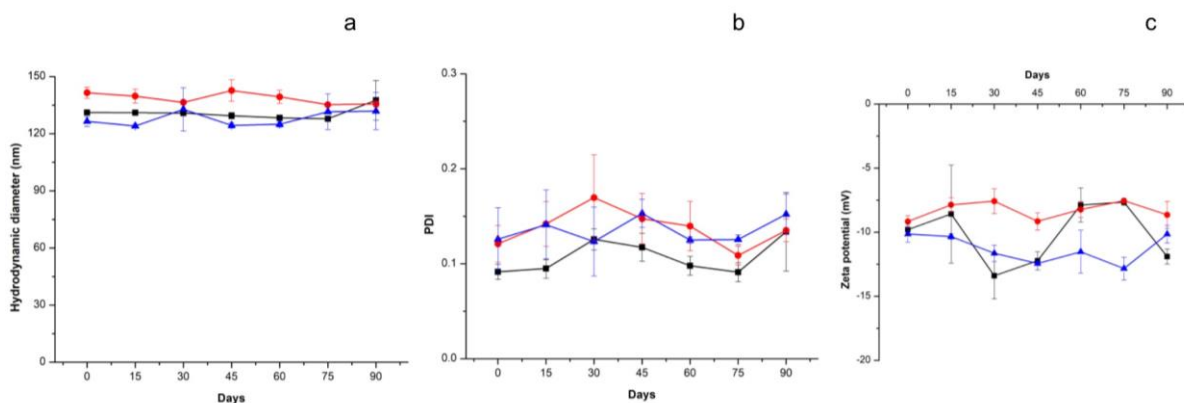 a
150
120
90
60
30
0
Hydrodynamic diameter (nm)
0 15 30 45 60 75 90
Days
b
0.3
0.2
0.1
0.0
PDI
0 15 30 45 60 75 90
Days
c
Days
0 15 30 45 60 75 90
0
-5
-10
-15
-20
Zeta potential (mV)